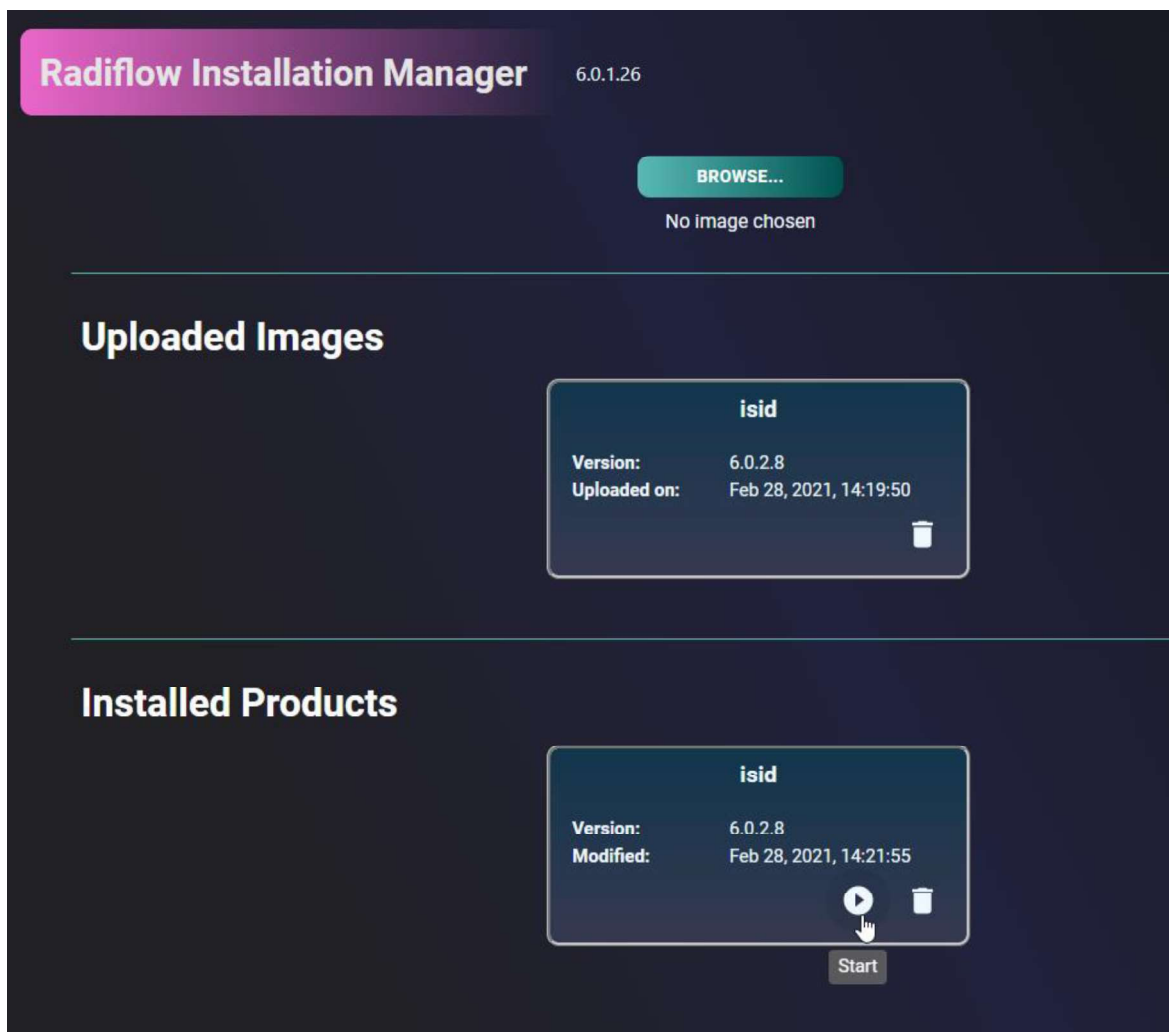 Radiflow Installation Manager 6.0.1.26
BROWSE...
No image chosen
Uploaded Images
isid
Version: 6.0.2.8
Uploaded on: Feb 28, 2021, 14:19:50
Installed Products
isid
Version: 6.0.2.8
Modified: Feb 28, 2021, 14:21:55
Start